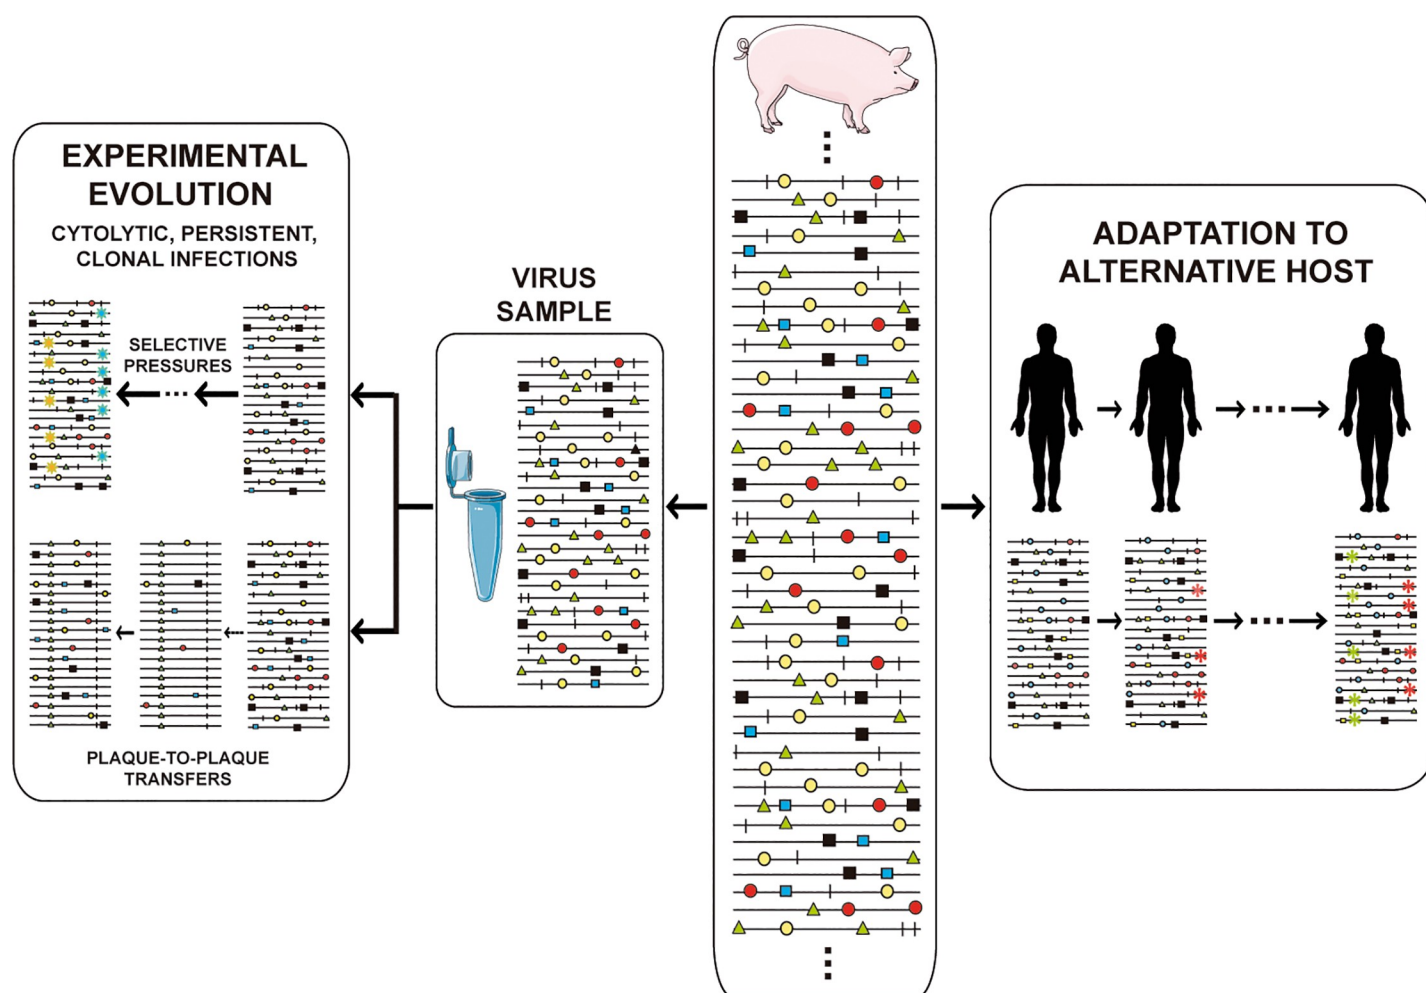 EXPERIMENTAL
EVOLUTION
CYTOLYTIC, PERSISTENT,
CLONAL INFECTIONS
SELECTIVE
PRESSURES
PLAQUE-TO-PLAQUE
TRANSFERS
VIRUS
SAMPLE
ADAPTATION TO
ALTERNATIVE HOST